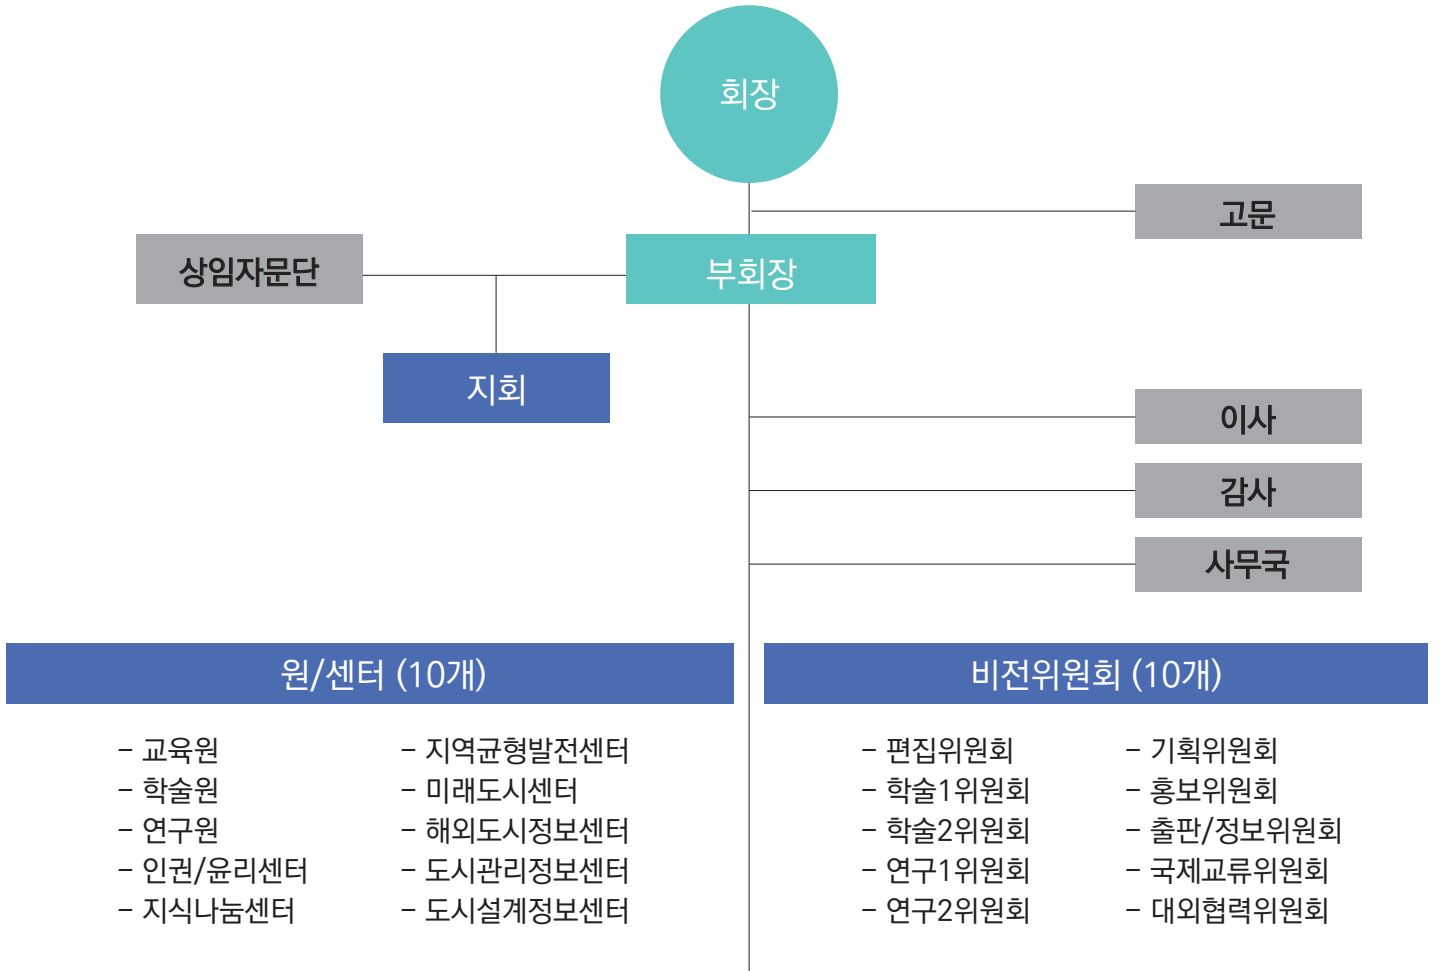 회장
고문
상임자문단
부회장
지회
이사
감사
사무국
원/센터 (10개)
– 교육원
– 학술원
– 연구원
– 인권/윤리센터
– 지식나눔센터
– 지역균형발전센터
– 미래도시센터
– 해외도시정보센터
– 도시관리정보센터
– 도시설계정보센터
비전위원회 (10개)
– 편집위원회
– 학술1위원회
– 학술2위원회
– 연구1위원회
– 연구2위원회
– 기획위원회
– 홍보위원회
– 출판/정보위원회
– 국제교류위원회
– 대외협력위원회